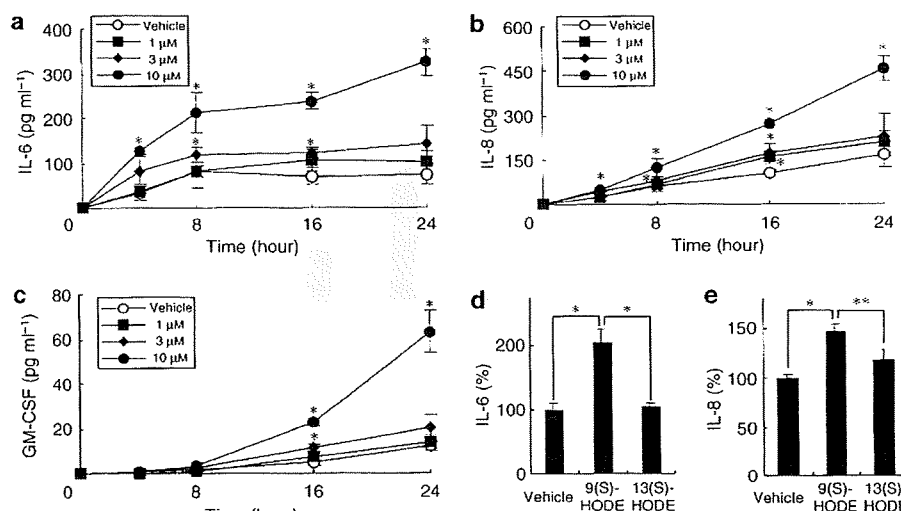 a
400
300
200
100
0
IL-6 (pg ml⁻¹)
Vehicle
1 µM
3 µM
10 µM
* * * * * *
8 16 24
Time (hour)
b
600
450
300
150
0
IL-8 (pg ml⁻¹)
Vehicle
1 µM
3 µM
10 µM
* * * * * * *
8 16 24
Time (hour)
c
80
60
40
20
0
GM-CSF (pg ml⁻¹)
Vehicle
1 µM
3 µM
10 µM
* * *
8 16 24
Time (hour)
d
200
100
0
IL-6 (%)
* *
Vehicle 9(S)-HODE 13(S)-HODE
e
150
100
50
0
IL-8 (%)
* **
Vehicle 9(S)-HODE 13(S)-HODE